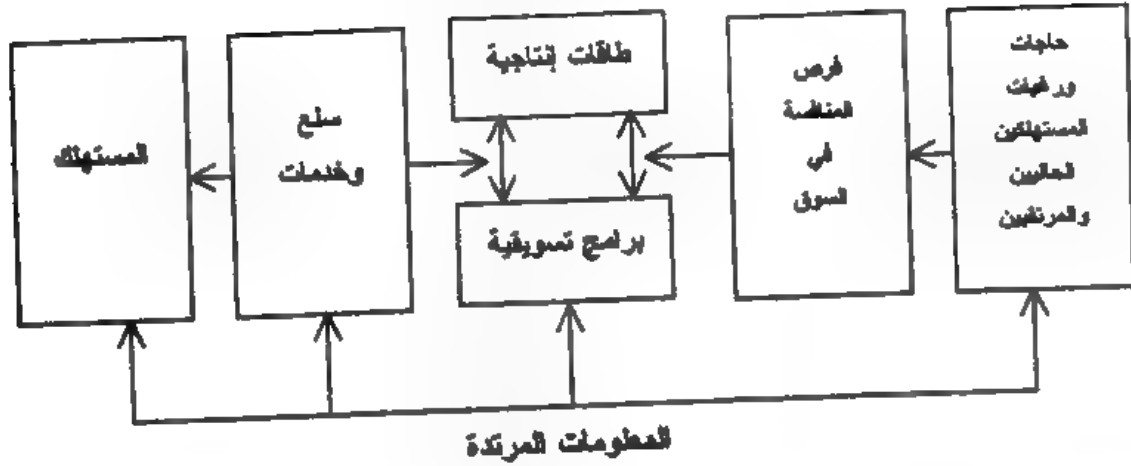 حاجات
ورغبات
المستهلكين
الحاليين
والمرتقبين
فرص
المنافسة
في
السوق
طاقات إنتاجية
برامج تسويقية
سلع
وخدمات
المستهلك
المعلومات المرتدة